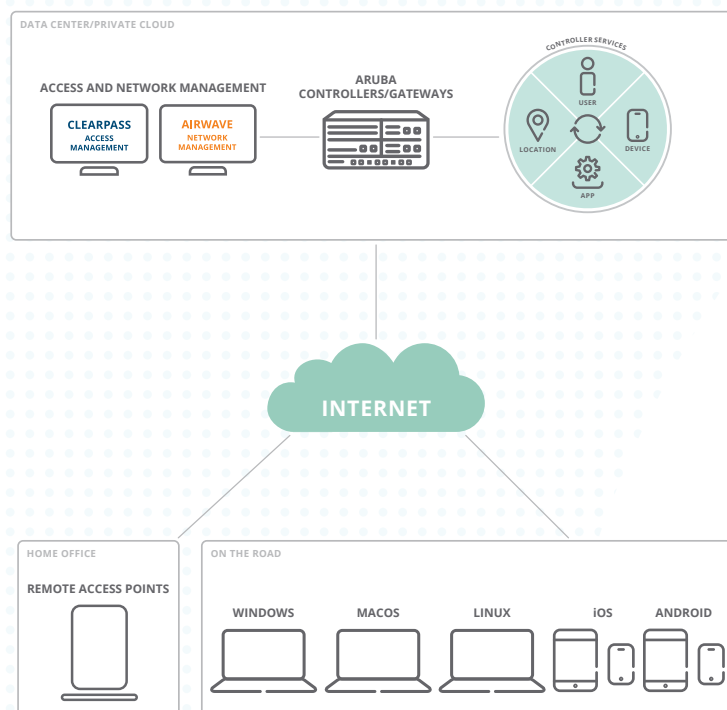 DATA CENTER/PRIVATE CLOUD
ACCESS AND NETWORK MANAGEMENT
CLEARPASS
ACCESS
MANAGEMENT
AIRWAVE
NETWORK
MANAGEMENT
ARUBA
CONTROLLERS/GATEWAYS
CONTROLLER SERVICES
USER
LOCATION
DEVICE
APP
INTERNET
HOME OFFICE
REMOTE ACCESS POINTS
ON THE ROAD
WINDOWS
MACOS
LINUX
iOS
ANDROID